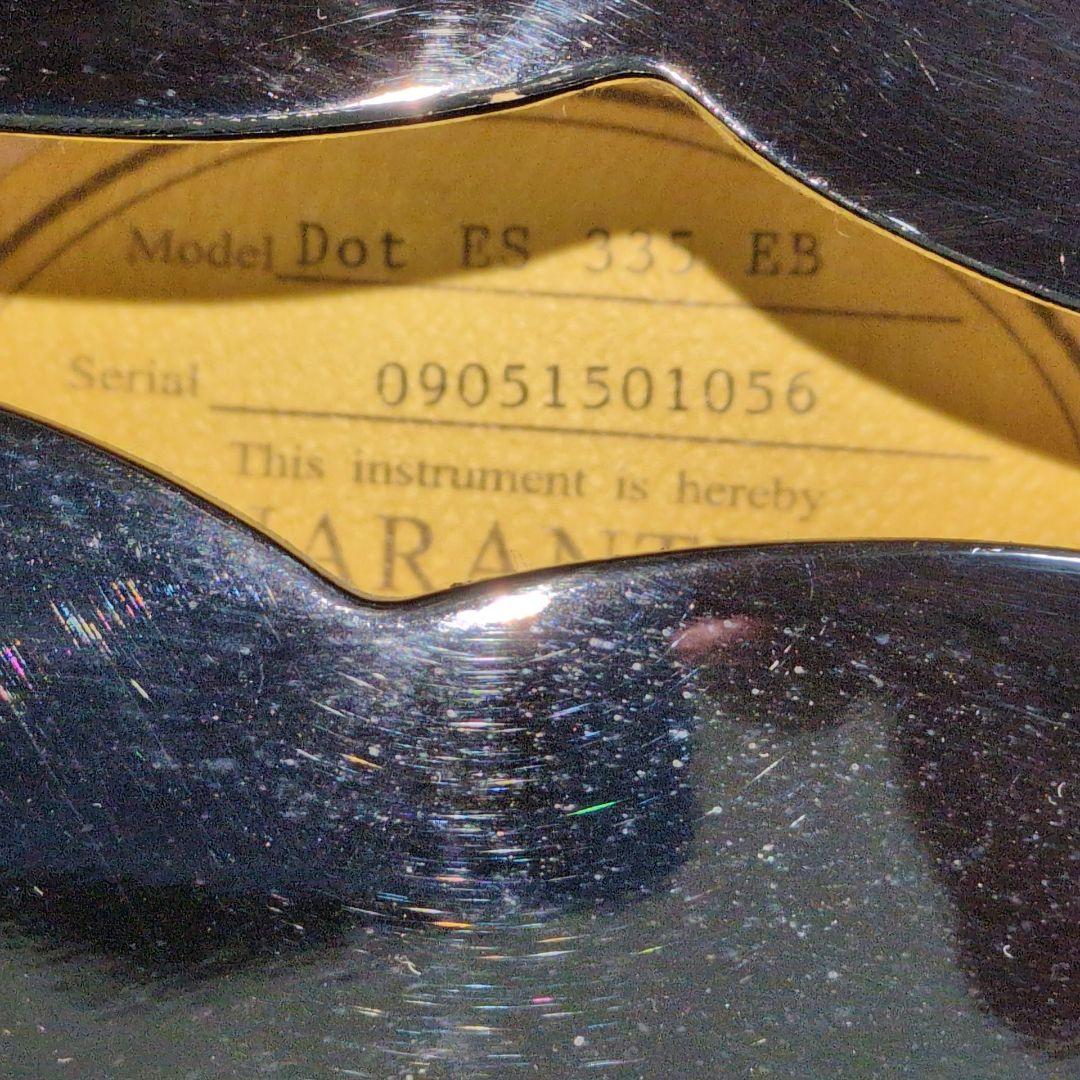 Model Dot ES 335 EB
Serial 09051501056
This instrument is hereby